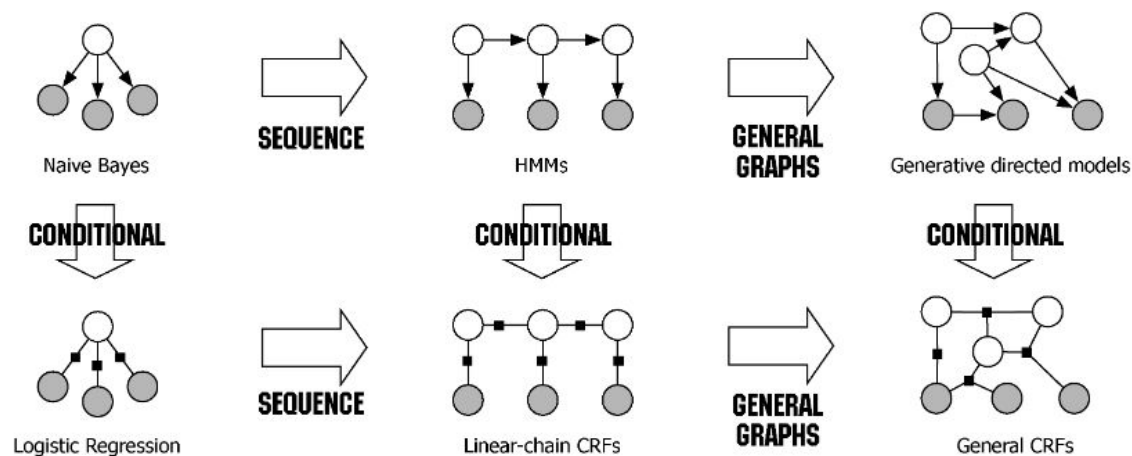 SEQUENCE
GENERAL
GRAPHS
Naive Bayes
HMMs
Generative directed models
CONDITIONAL
CONDITIONAL
CONDITIONAL
SEQUENCE
GENERAL
GRAPHS
Logistic Regression
Linear-chain CRFs
General CRFs